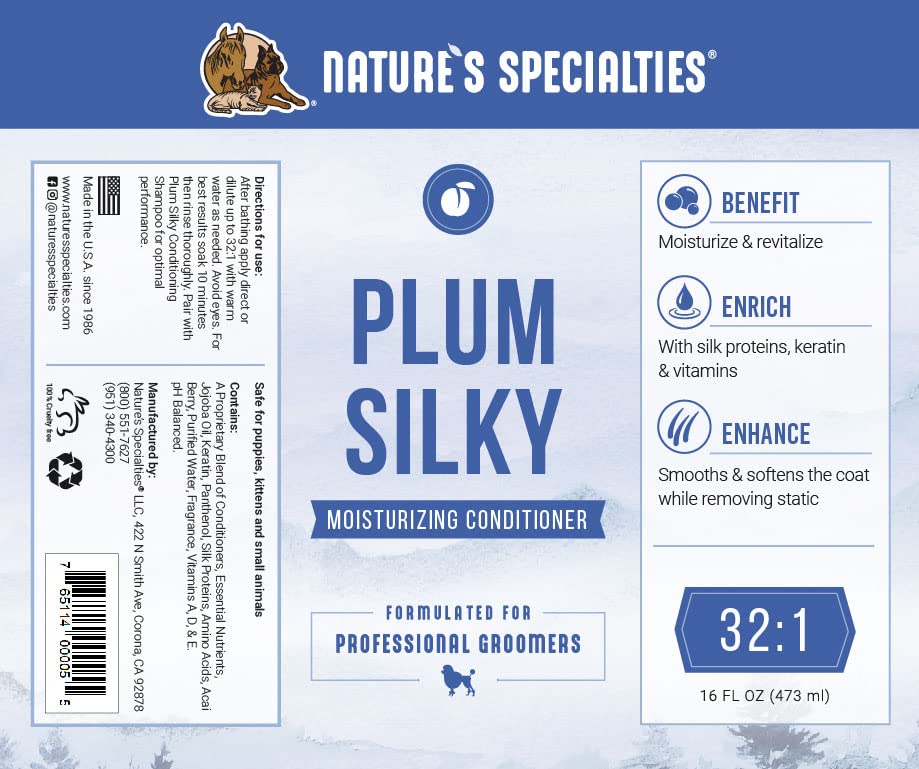 NATURE'S SPECIALTIES®
®
Directions for use:
After bathing apply direct or
dilute up to 32:1 with warm
water as needed. Avoid eyes. For
best results soak 10 minutes
then rinse thoroughly. Pair with
Plum Silky Conditioning
Shampoo for optimal
performance.
Made in the U.S.A. since 1986
www.naturesspecialties.com
@naturesspecialties
Safe for puppies, kittens and small animals
Contains:
A Proprietary Blend of Conditioners, Essential Nutrients,
Jojoba Oil, Keratin, Panthenol, Silk Proteins, Amino Acids, Acai
Berry, Purified Water, Fragrance, Vitamins A, D, & E.
pH Balanced.
Manufactured by:
Nature's Specialties® LLC, 422 N Smith Ave, Corona, CA 92878
(800) 551-7627
(951) 340-4300
100% Cruelty free
7 65114 00005 5
PLUM
SILKY
MOISTURIZING CONDITIONER
FORMULATED FOR
PROFESSIONAL GROOMERS
BENEFIT
Moisturize & revitalize
ENRICH
With silk proteins, keratin
& vitamins
ENHANCE
Smooths & softens the coat
while removing static
32:1
16 FL OZ (473 ml)